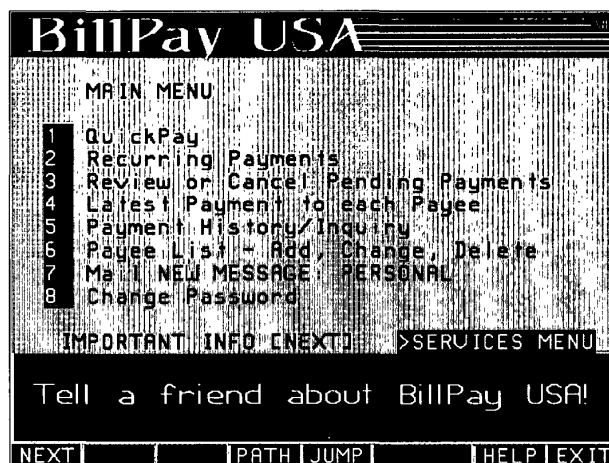 BillPay USA
MAIN MENU
1 QuickPay
2 Recurring Payments
3 Review or Cancel Pending Payments
4 Latest Payment to each Payee
5 Payment History/Inquiry
6 Payee List - Add, Change, Delete
7 Mail NEW MESSAGE: PERSONAL
8 Change Password
IMPORTANT INFO [NEXT] >SERVICES MENU
Tell a friend about BillPay USA!
NEXT PATH JUMP HELP EXIT